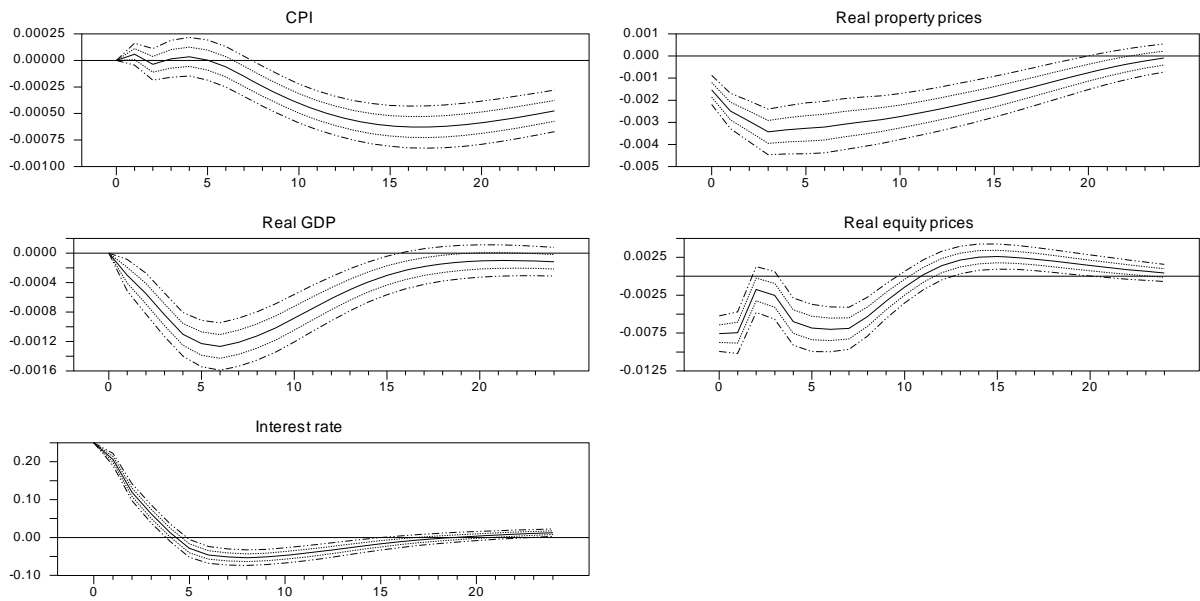 CPI
0.00025
0.00000
-0.00025
-0.00050
-0.00075
-0.00100
0 5 10 15 20
Real property prices
0.001
0.000
-0.001
-0.002
-0.003
-0.004
-0.005
0 5 10 15 20
Real GDP
0.0000
-0.0004
-0.0008
-0.0012
-0.0016
0 5 10 15 20
Real equity prices
0.0025
-0.0025
-0.0075
-0.0125
0 5 10 15 20
Interest rate
0.20
0.10
0.00
-0.10
0 5 10 15 20